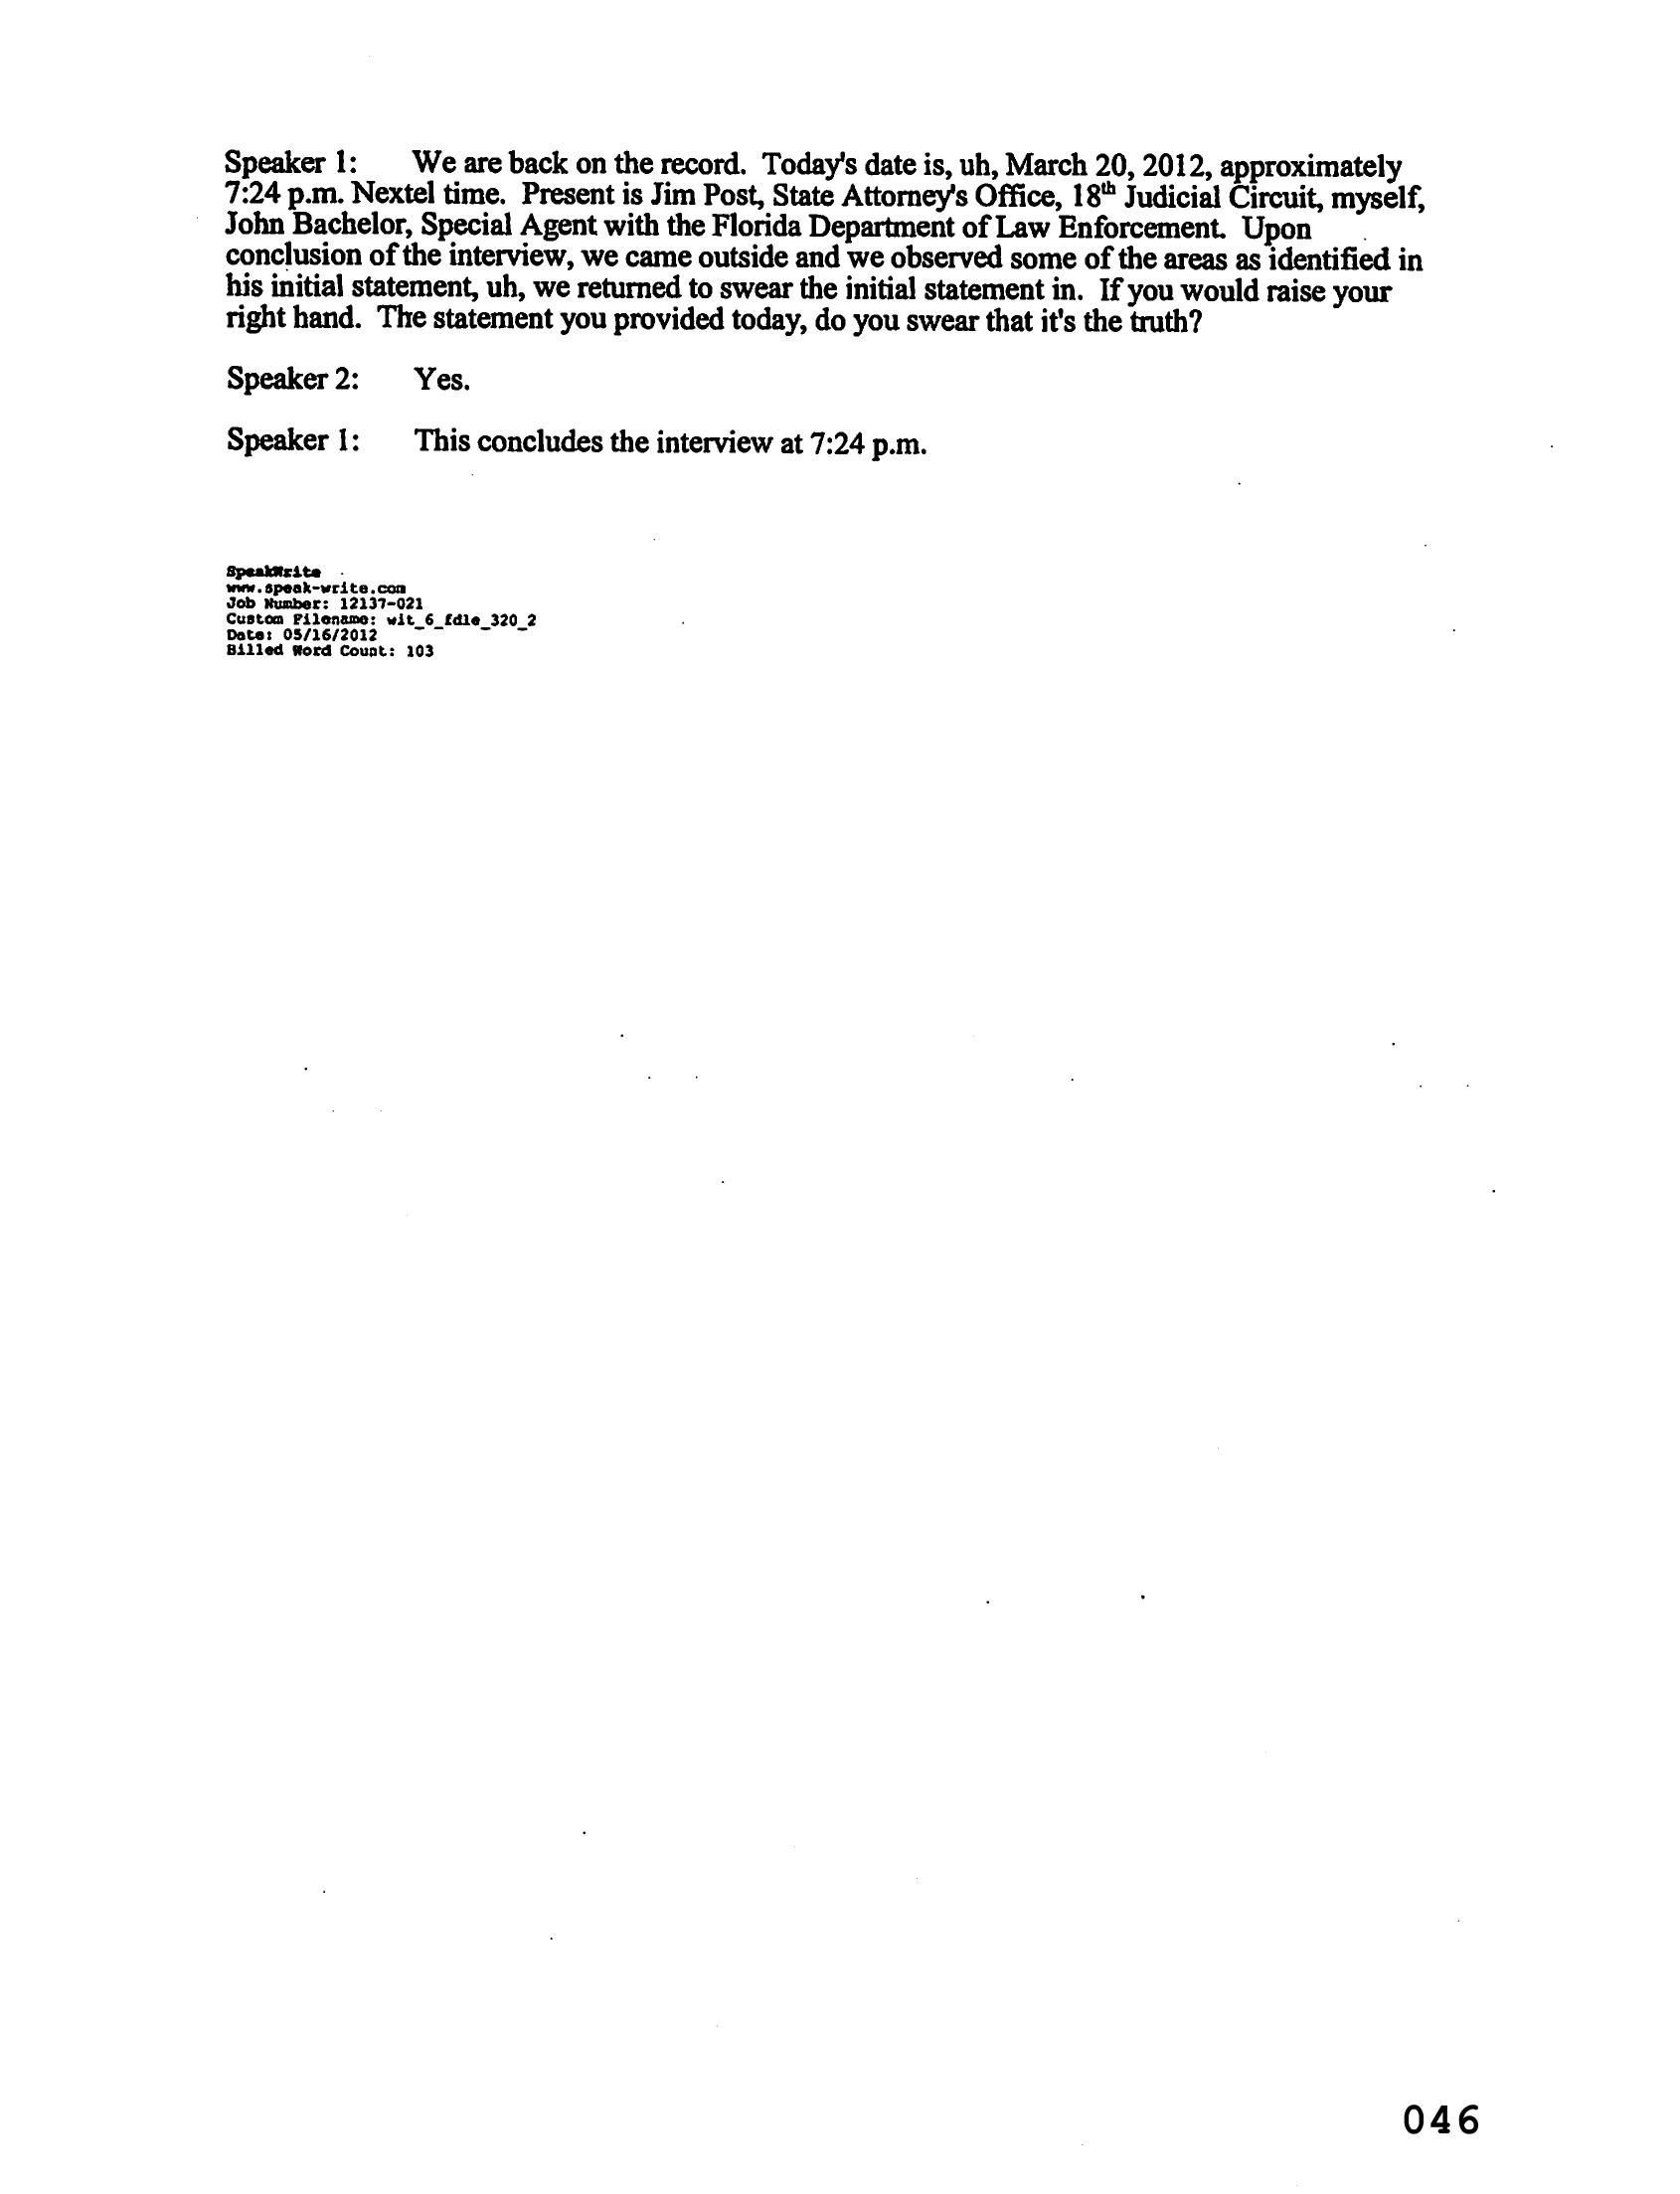 Speaker 1: We are back on the record. Today's date is, uh, March 20, 2012, approximately
7:24 p.m. Nextel time. Present is Jim Post, State Attorney's Office, 18th Judicial Circuit, myself,
John Bachelor, Special Agent with the Florida Department of Law Enforcement. Upon
conclusion of the interview, we came outside and we observed some of the areas as identified in
his initial statement, uh, we returned to swear the initial statement in. If you would raise your
right hand. The statement you provided today, do you swear that it's the truth?
Speaker 2: Yes.
Speaker 1: This concludes the interview at 7:24 p.m.
SpeakWrite
www.speak-write.com
Job Number: 12137-021
Custom Filename: wit_6_fdle_320_2
Date: 05/16/2012
Billed Word Count: 103
046